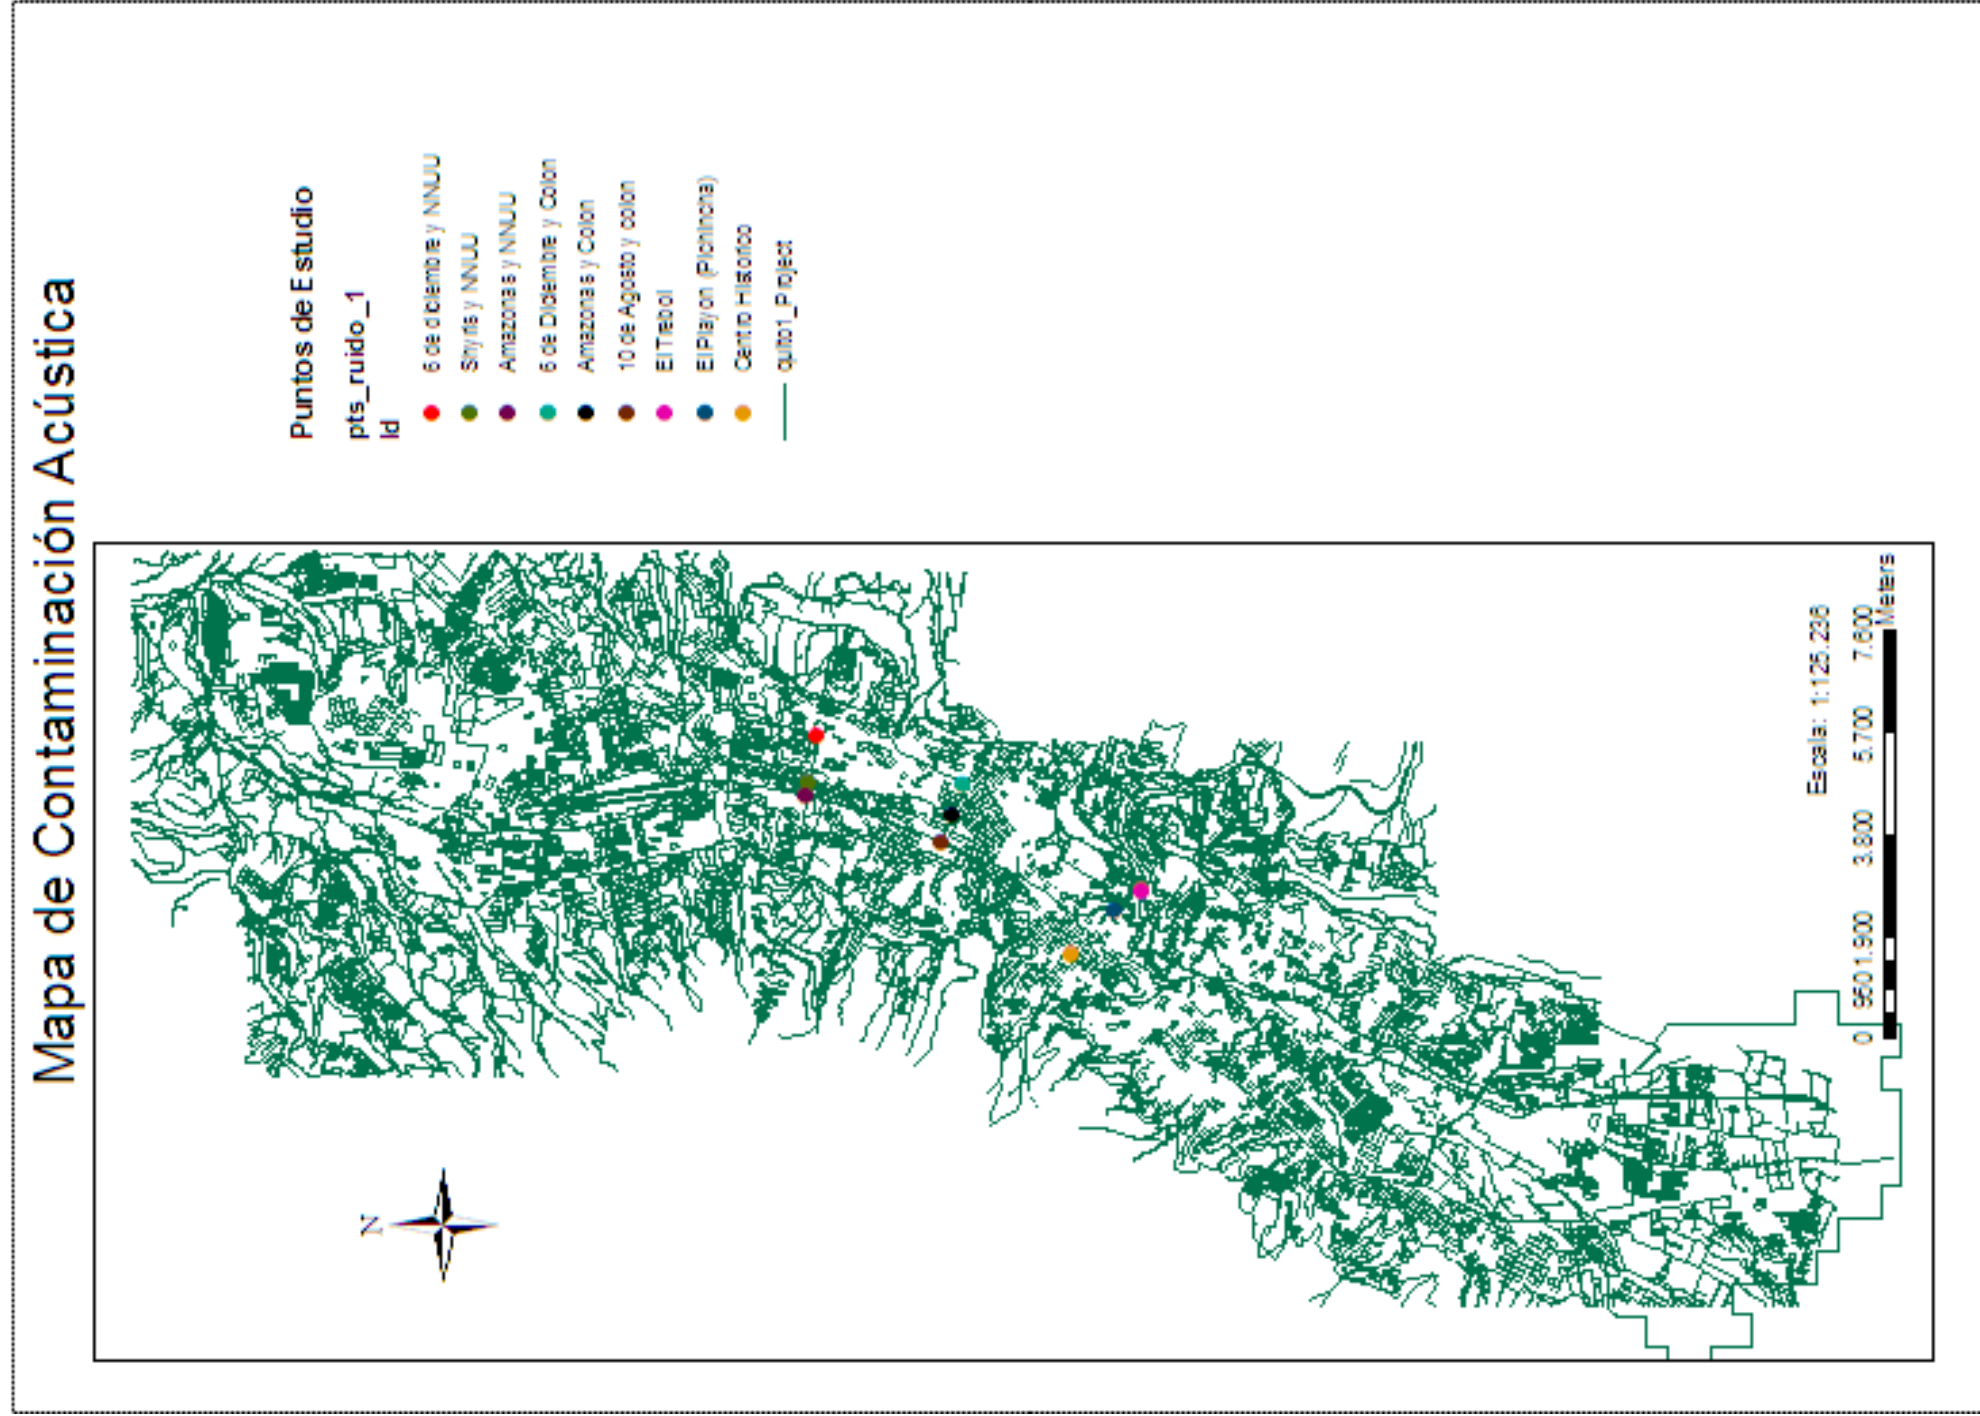 Mapa de Contaminación Acústica
Puntos de Estudio
pts_ruido_1
Id
6 de diciembre y NNUU
Shyris y NNUU
Amazonas y NNUU
6 de Diciembre y Colon
Amazonas y Colon
10 de Agosto y colon
El Trebol
El Playon (Pichincha)
Centro Historico
quito1_Project
N
Escala: 1:125.236
0 950 1.900 3.800 5.700 7.600
Meters